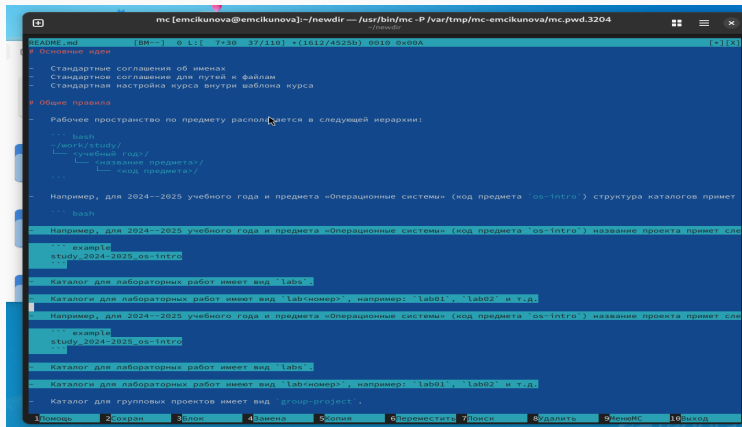 mc [emcikunova@emcikunova]:~/newdir — /usr/bin/mc -P /var/tmp/mc-emcikunova/mc.pwd.3204
~/newdir
README.md [BM--] 0 L:[ 7+30 37/110] *(1612/4525b) 0010 0x00A [*][X]
# Основные идеи
- Стандартные соглашения об именах
- Стандартное соглашение для путей к файлам
- Стандартная настройка курса внутри шаблона курса
# Общие правила
- Рабочее пространство по предмету располагается в следующей иерархии:
``` bash
~/work/study/
└── <учебный год>/
└── <название предмета>/
└── <код предмета>/
```
- Например, для 2024--2025 учебного года и предмета «Операционные системы» (код предмета `os-intro`) структура каталогов примет
``` bash
- Например, для 2024--2025 учебного года и предмета «Операционные системы» (код предмета `os-intro`) название проекта примет сле
``` example
study_2024-2025_os-intro
```
- Каталог для лабораторных работ имеет вид `labs`.
- Каталоги для лабораторных работ имеют вид `lab<номер>`, например: `lab01`, `lab02` и т.д.
- Например, для 2024--2025 учебного года и предмета «Операционные системы» (код предмета `os-intro`) название проекта примет сле
``` example
study_2024-2025_os-intro
```
- Каталог для лабораторных работ имеет вид `labs`.
- Каталоги для лабораторных работ имеют вид `lab<номер>`, например: `lab01`, `lab02` и т.д.
- Каталог для групповых проектов имеет вид `group-project`.
1Помощь 2Сохран 3Блок 4Замена 5Копия 6Переместить 7Поиск 8Удалить 9МенюMC 10Выход